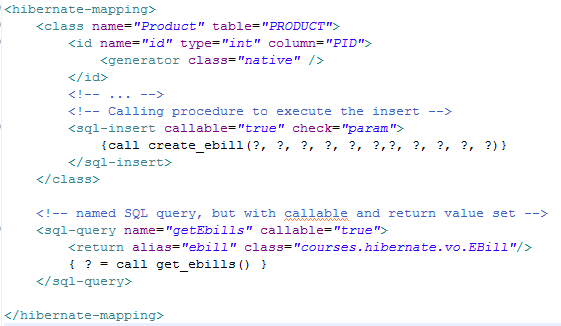 <hibernate-mapping>
<class name="Product" table="PRODUCT">
<id name="id" type="int" column="PID">
<generator class="native" />
</id>
<!-- ... -->
<!-- Calling procedure to execute the insert -->
<sql-insert callable="true" check="param">
{call create_ebill(?, ?, ?, ?, ?, ?,?, ?, ?, ?, ?)}
</sql-insert>
</class>
<!-- named SQL query, but with callable and return value set -->
<sql-query name="getEbills" callable="true">
<return alias="ebill" class="courses.hibernate.vo.EBill"/>
{ ? = call get_ebills() }
</sql-query>
</hibernate-mapping>